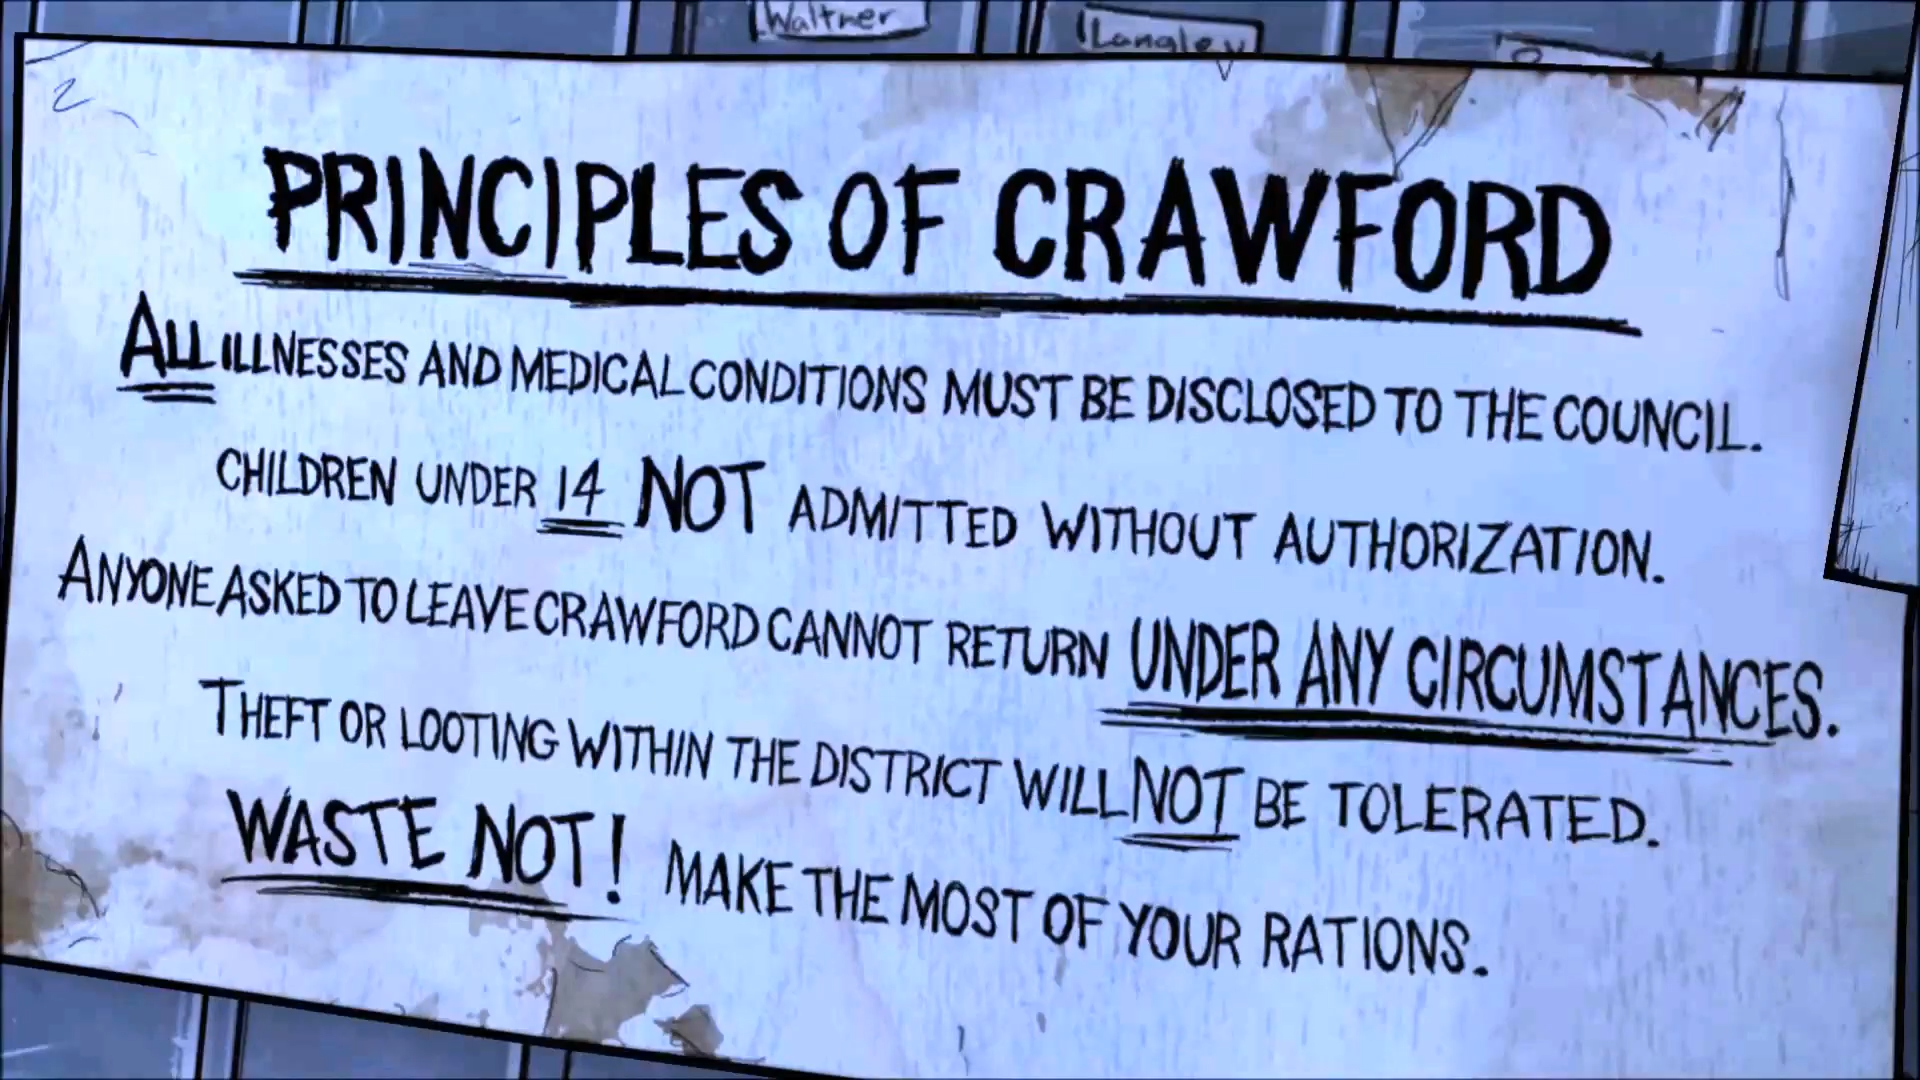 Waltner
Langley
PRINCIPLES OF CRAWFORD
ALL ILLNESSES AND MEDICAL CONDITIONS MUST BE DISCLOSED TO THE COUNCIL.
CHILDREN UNDER 14 NOT ADMITTED WITHOUT AUTHORIZATION.
ANYONE ASKED TO LEAVE CRAWFORD CANNOT RETURN UNDER ANY CIRCUMSTANCES.
THEFT OR LOOTING WITHIN THE DISTRICT WILL NOT BE TOLERATED.
WASTE NOT! MAKE THE MOST OF YOUR RATIONS.